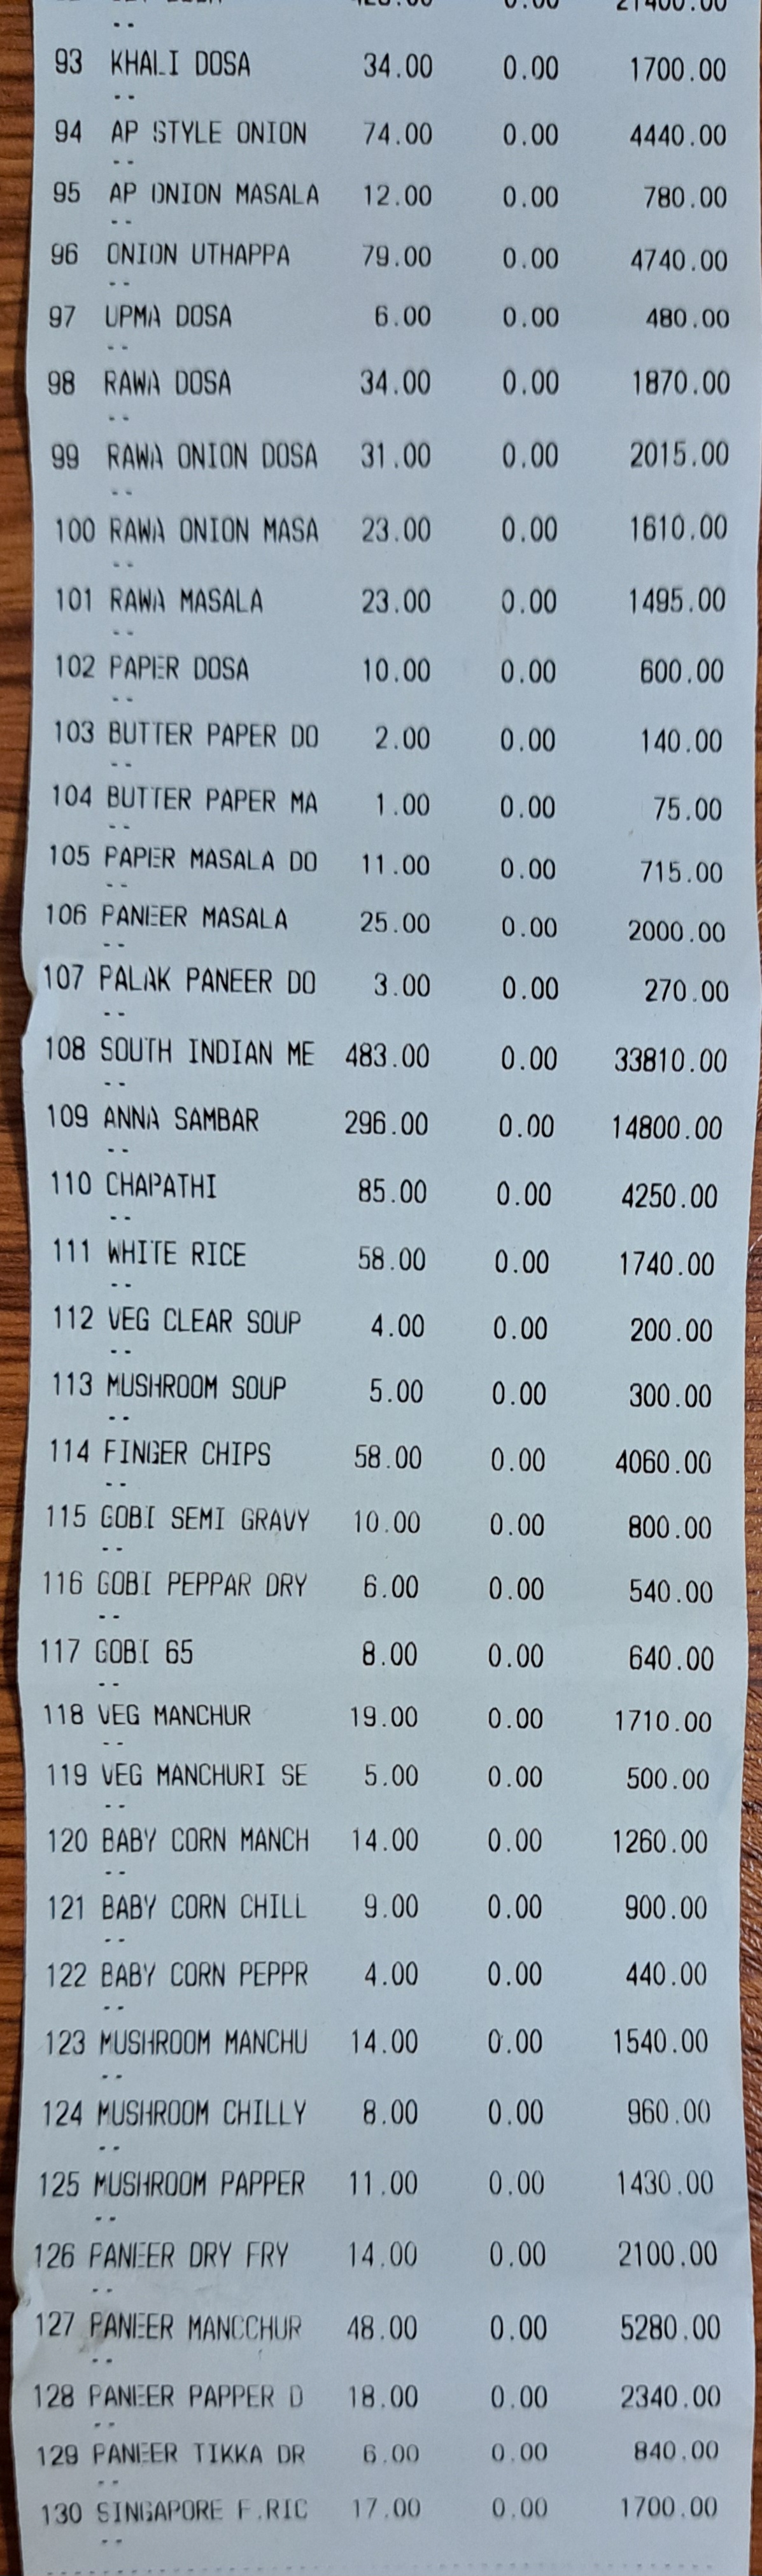 21400.00
--
93 KHALI DOSA 34.00 0.00 1700.00
--
94 AP STYLE ONION 74.00 0.00 4440.00
--
95 AP ONION MASALA 12.00 0.00 780.00
--
96 ONION UTHAPPA 79.00 0.00 4740.00
--
97 UPMA DOSA 6.00 0.00 480.00
--
98 RAWA DOSA 34.00 0.00 1870.00
--
99 RAWA ONION DOSA 31.00 0.00 2015.00
--
100 RAWA ONION MASA 23.00 0.00 1610.00
--
101 RAWA MASALA 23.00 0.00 1495.00
--
102 PAPER DOSA 10.00 0.00 600.00
--
103 BUTTER PAPER DO 2.00 0.00 140.00
--
104 BUTTER PAPER MA 1.00 0.00 75.00
--
105 PAPER MASALA DO 11.00 0.00 715.00
--
106 PANEER MASALA 25.00 0.00 2000.00
--
107 PALAK PANEER DO 3.00 0.00 270.00
--
108 SOUTH INDIAN ME 483.00 0.00 33810.00
--
109 ANNA SAMBAR 296.00 0.00 14800.00
--
110 CHAPATHI 85.00 0.00 4250.00
--
111 WHITE RICE 58.00 0.00 1740.00
--
112 VEG CLEAR SOUP 4.00 0.00 200.00
--
113 MUSHROOM SOUP 5.00 0.00 300.00
--
114 FINGER CHIPS 58.00 0.00 4060.00
--
115 GOBI SEMI GRAVY 10.00 0.00 800.00
--
116 GOBI PEPPAR DRY 6.00 0.00 540.00
--
117 GOBI 65 8.00 0.00 640.00
--
118 VEG MANCHUR 19.00 0.00 1710.00
--
119 VEG MANCHURI SE 5.00 0.00 500.00
--
120 BABY CORN MANCH 14.00 0.00 1260.00
--
121 BABY CORN CHILL 9.00 0.00 900.00
--
122 BABY CORN PEPPR 4.00 0.00 440.00
--
123 MUSHROOM MANCHU 14.00 0.00 1540.00
--
124 MUSHROOM CHILLY 8.00 0.00 960.00
--
125 MUSHROOM PAPPER 11.00 0.00 1430.00
--
126 PANEER DRY FRY 14.00 0.00 2100.00
--
127 PANEER MANCCHUR 48.00 0.00 5280.00
--
128 PANEER PAPPER D 18.00 0.00 2340.00
--
129 PANEER TIKKA DR 6.00 0.00 840.00
--
130 SINGAPORE F.RIC 17.00 0.00 1700.00
--